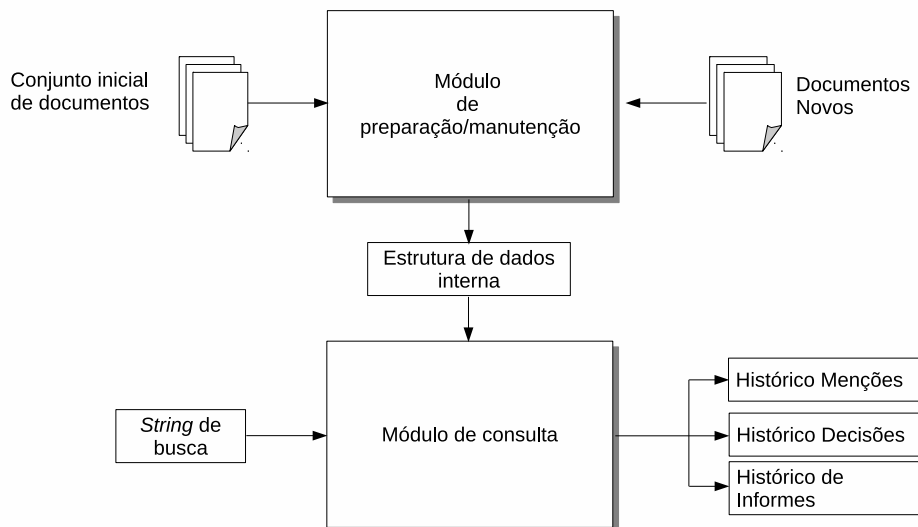 Conjunto inicial
de documentos
Módulo
de
preparação/manutenção
Documentos
Novos
Estrutura de dados
interna
String de
busca
Módulo de consulta
Histórico Menções
Histórico Decisões
Histórico de
Informes